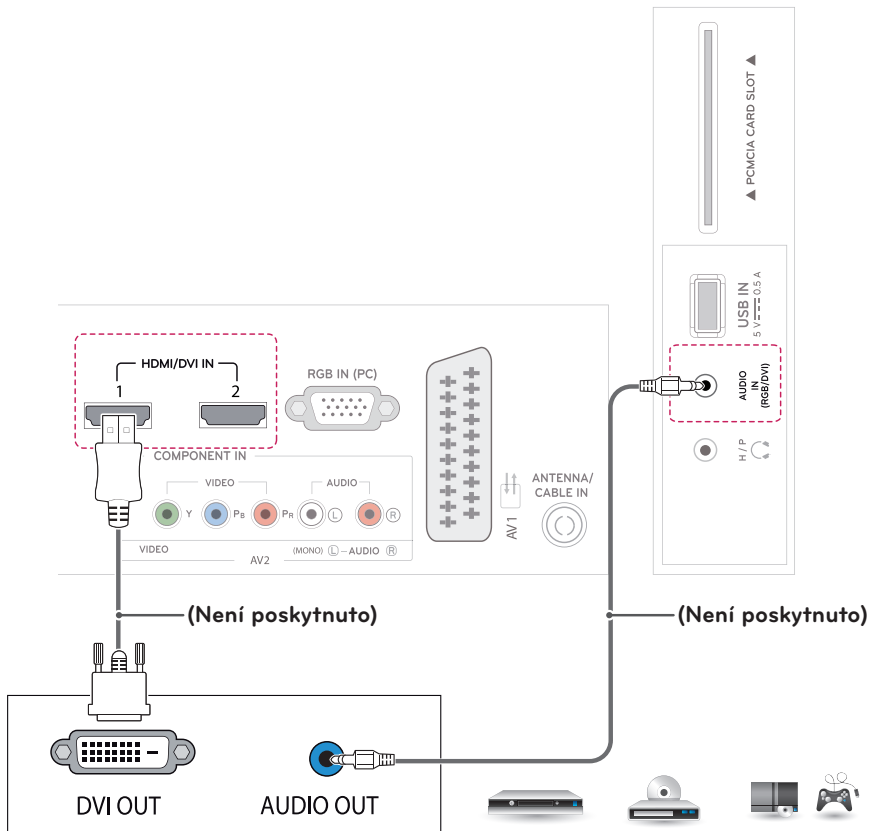 ▲ PCMCIA CARD SLOT ▲
USB IN
5 V 0.5 A
AUDIO
IN
(RGB/DVI)
H / P
HDMI/DVI IN
1
2
RGB IN (PC)
COMPONENT IN
VIDEO
AUDIO
Y
PB
PR
L
R
VIDEO
(MONO) L – AUDIO R
AV2
AV1
ANTENNA/
CABLE IN
(Není poskytnuto)
(Není poskytnuto)
DVI OUT
AUDIO OUT